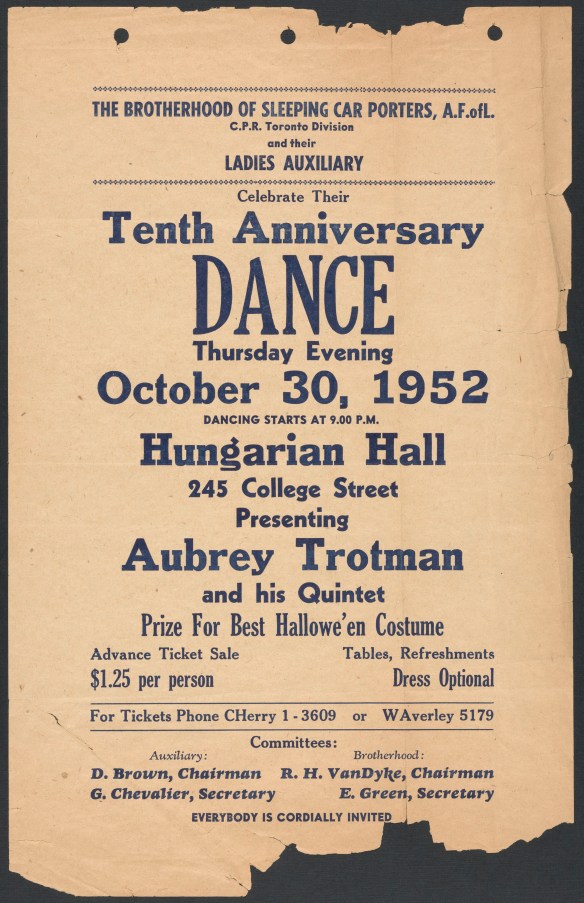 THE BROTHERHOOD OF SLEEPING CAR PORTERS, A.F.ofL.
C.P.R. Toronto Division
and their
LADIES AUXILIARY
Celebrate Their
Tenth Anniversary
DANCE
Thursday Evening
October 30, 1952
DANCING STARTS AT 9.00 P.M.
Hungarian Hall
245 College Street
Presenting
Aubrey Trotman
and his Quintet
Prize For Best Hallowe'en Costume
Advance Ticket Sale Tables, Refreshments
$1.25 per person Dress Optional
For Tickets Phone CHerry 1 - 3609 or WAverley 5179
Committees:
Auxiliary: Brotherhood:
D. Brown, Chairman R. H. VanDyke, Chairman
G. Chevalier, Secretary E. Green, Secretary
EVERYBODY IS CORDIALLY INVITED